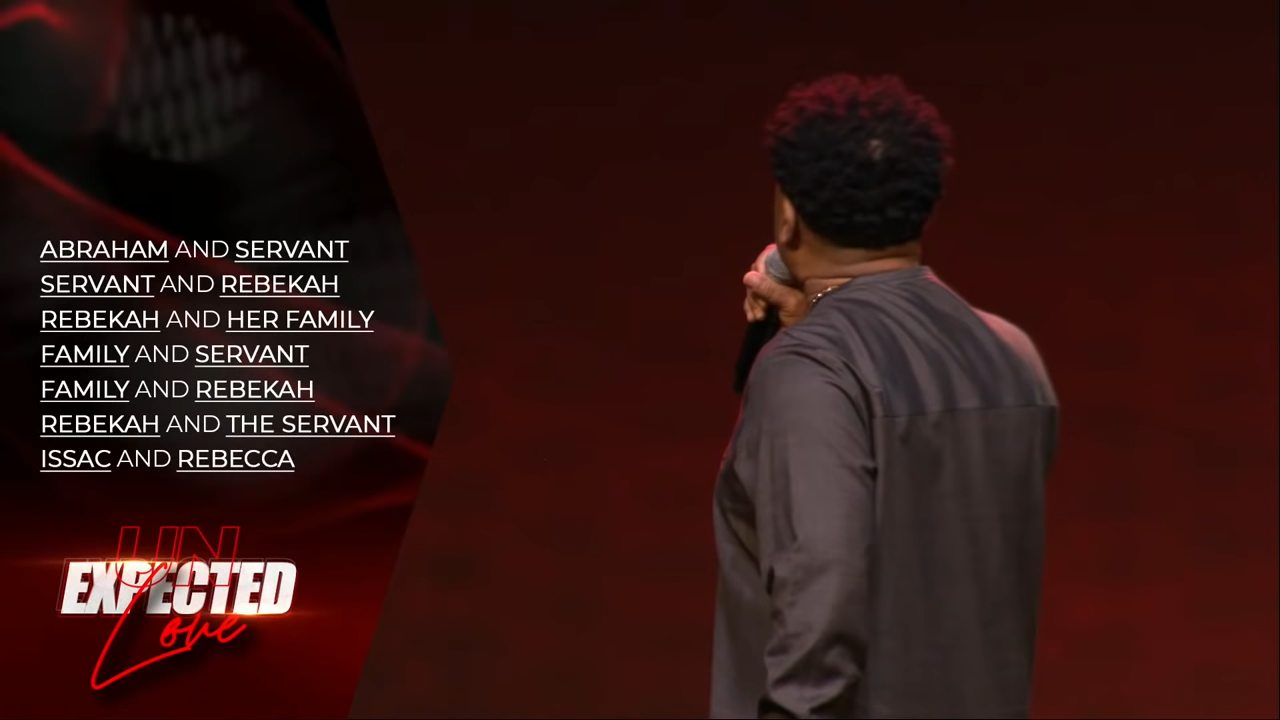 ABRAHAM AND SERVANT
SERVANT AND REBEKAH
REBEKAH AND HER FAMILY
FAMILY AND SERVANT
FAMILY AND REBEKAH
REBEKAH AND THE SERVANT
ISSAC AND REBECCA
UN
EXPECTED
Love